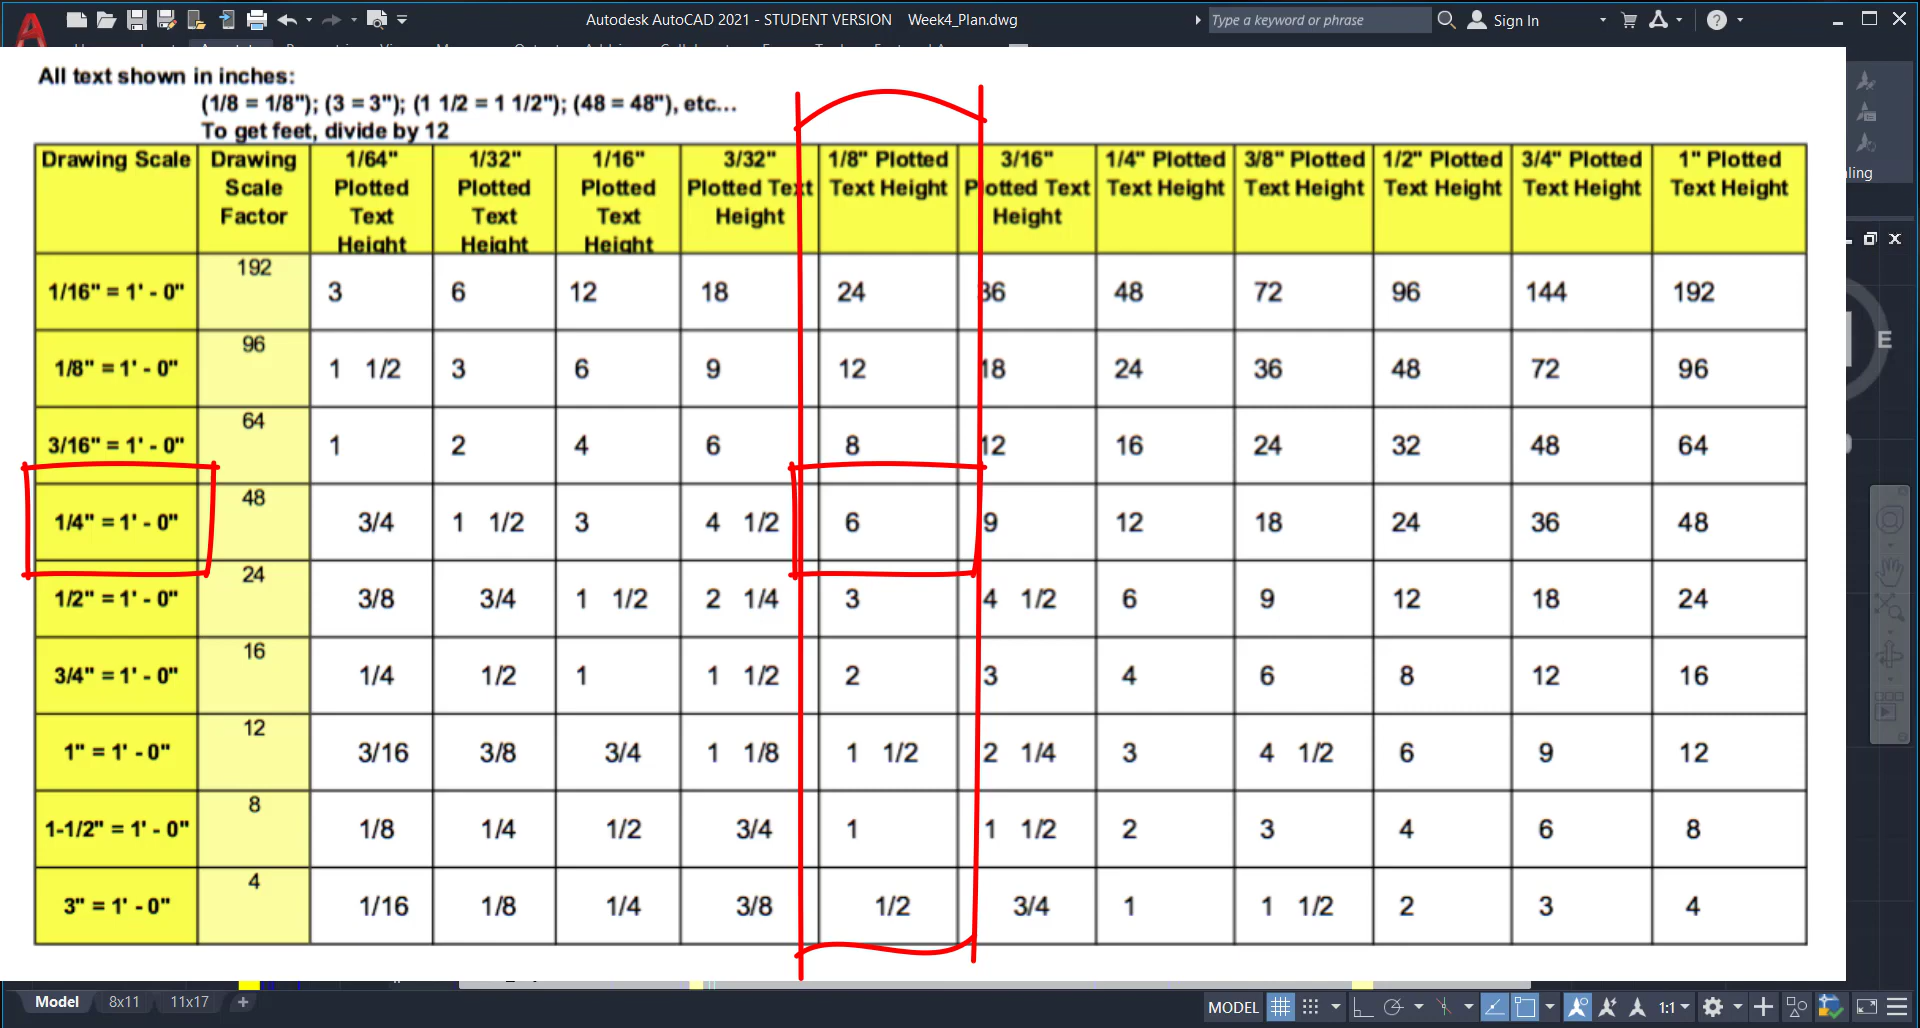 Autodesk AutoCAD 2021 - STUDENT VERSION Week4_Plan.dwg
Type a keyword or phrase
Sign In
All text shown in inches:
(1/8 = 1/8"); (3 = 3"); (1 1/2 = 1 1/2"); (48 = 48"), etc...
To get feet, divide by 12
Drawing Scale Drawing Scale Factor 1/64" Plotted Text Height 1/32" Plotted Text Height 1/16" Plotted Text Height 3/32" Plotted Text Height 1/8" Plotted Text Height 3/16" Plotted Text Height 1/4" Plotted Text Height 3/8" Plotted Text Height 1/2" Plotted Text Height 3/4" Plotted Text Height 1" Plotted Text Height
1/16" = 1' - 0" 192 3 6 12 18 24 36 48 72 96 144 192
1/8" = 1' - 0" 96 1 1/2 3 6 9 12 18 24 36 48 72 96
3/16" = 1' - 0" 64 1 2 4 6 8 12 16 24 32 48 64
1/4" = 1' - 0" 48 3/4 1 1/2 3 4 1/2 6 9 12 18 24 36 48
1/2" = 1' - 0" 24 3/8 3/4 1 1/2 2 1/4 3 4 1/2 6 9 12 18 24
3/4" = 1' - 0" 16 1/4 1/2 1 1 1/2 2 3 4 6 8 12 16
1" = 1' - 0" 12 3/16 3/8 3/4 1 1/8 1 1/2 2 1/4 3 4 1/2 6 9 12
1-1/2" = 1' - 0" 8 1/8 1/4 1/2 3/4 1 1 1/2 2 3 4 6 8
3" = 1' - 0" 4 1/16 1/8 1/4 3/8 1/2 3/4 1 1 1/2 2 3 4
ling
E
Model 8x11 11x17 +
MODEL 1:1